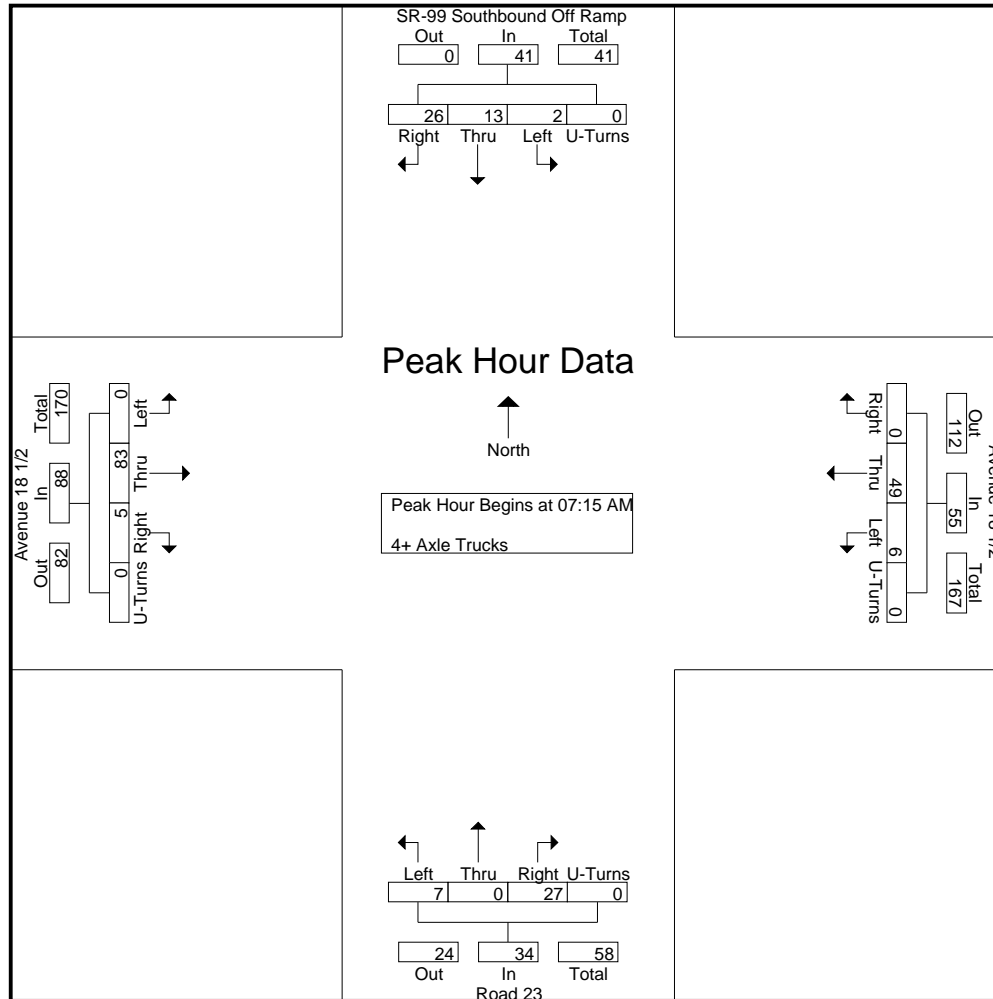 SR-99 Southbound Off Ramp
Out In Total
0 41 41
26 13 2 0
Right Thru Left U-Turns
Peak Hour Data
North
Peak Hour Begins at 07:15 AM
4+ Axle Trucks
Avenue 18 1/2
Total In Out
170 88 82
0 83 5 0
Left Thru Right U-Turns
Right Thru Left U-Turns
0 49 6 0
Out In Total
112 55 167
Left Thru Right U-Turns
7 0 27 0
24 34 58
Out In Total
Road 23